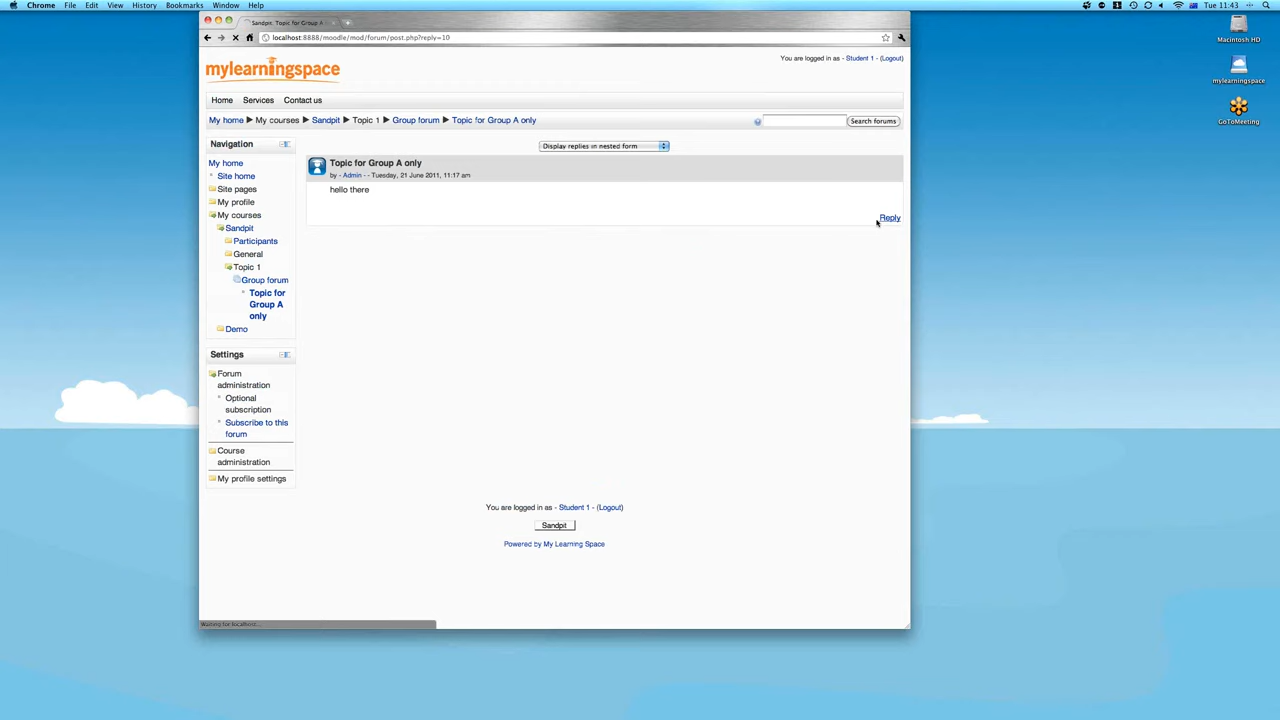 Chrome File Edit View History Bookmarks Window Help
Tue 11:43
Sandpit: Topic for Group A
localhost:8888/moodle/mod/forum/post.php?reply=10
mylearningspace
You are logged in as - Student 1 - (Logout)
Home Services Contact us
My home ▶ My courses ▶ Sandpit ▶ Topic 1 ▶ Group forum ▶ Topic for Group A only
Search forums
Navigation
My home
Site home
Site pages
My profile
My courses
Sandpit
Participants
General
Topic 1
Group forum
Topic for
Group A
only
Demo
Settings
Forum
administration
Optional
subscription
Subscribe to this
forum
Course
administration
My profile settings
Display replies in nested form
Topic for Group A only
by - Admin - - Tuesday, 21 June 2011, 11:17 am
hello there
Reply
You are logged in as - Student 1 - (Logout)
Sandpit
Powered by My Learning Space
Waiting for localhost...
Macintosh HD
mylearningspace
GoToMeeting